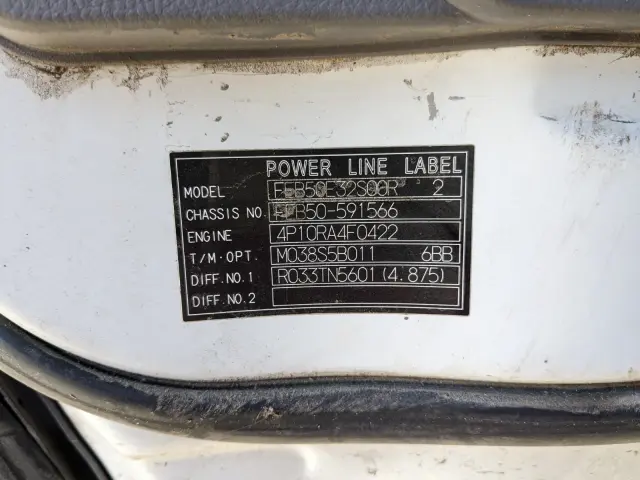 POWER LINE LABEL
MODEL FEB50E32S00R 2
CHASSIS NO. FEB50-591566
ENGINE 4P10RA4F0422
T/M·OPT. M038S5B011 6BB
DIFF.NO.1 R033TN5601(4.875)
DIFF.NO.2